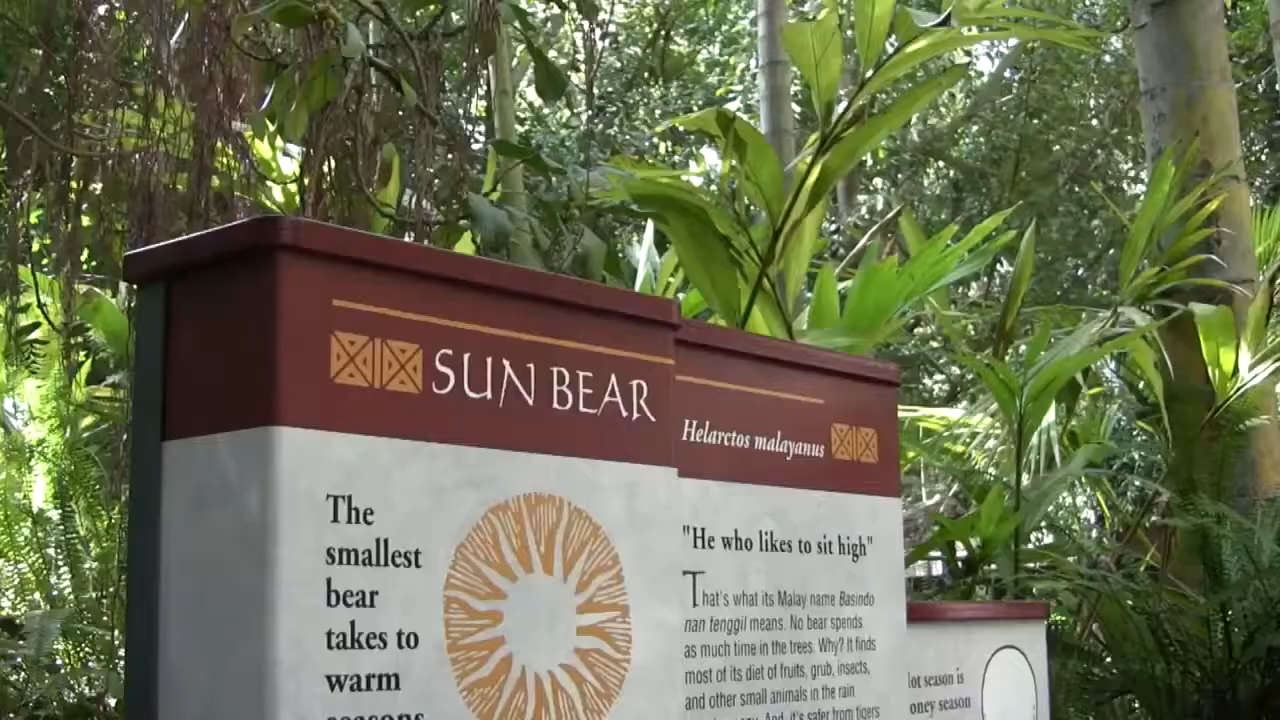 SUN BEAR
Helarctos malayanus
The
smallest
bear
takes to
warm
seasons
"He who likes to sit high"
That's what its Malay name Basindo
nan tenggil means. No bear spends
as much time in the trees. Why? It finds
most of its diet of fruits, grub, insects,
and other small animals in the rain
And, it's safer from tigers
lot season is
oney season